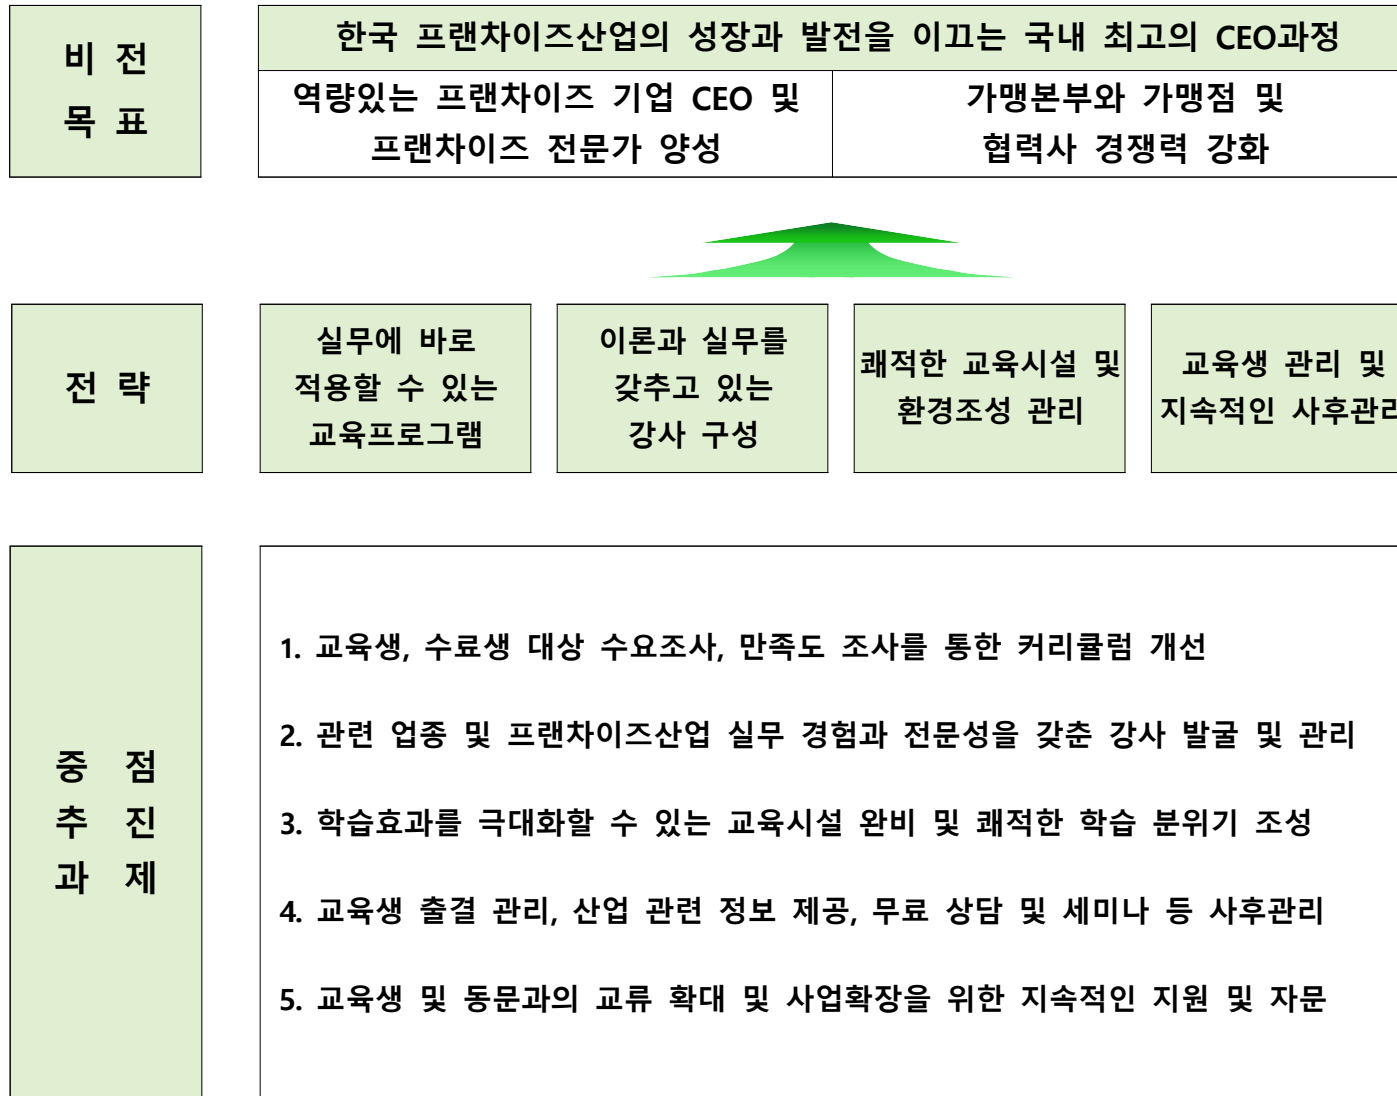 비 전
목 표
한국 프랜차이즈산업의 성장과 발전을 이끄는 국내 최고의 CEO과정
역량있는 프랜차이즈 기업 CEO 및
프랜차이즈 전문가 양성
가맹본부와 가맹점 및
협력사 경쟁력 강화
전 략
실무에 바로
적용할 수 있는
교육프로그램
이론과 실무를
갖추고 있는
강사 구성
쾌적한 교육시설 및
환경조성 관리
교육생 관리 및
지속적인 사후관리
중 점
추 진
과 제
1. 교육생, 수료생 대상 수요조사, 만족도 조사를 통한 커리큘럼 개선
2. 관련 업종 및 프랜차이즈산업 실무 경험과 전문성을 갖춘 강사 발굴 및 관리
3. 학습효과를 극대화할 수 있는 교육시설 완비 및 쾌적한 학습 분위기 조성
4. 교육생 출결 관리, 산업 관련 정보 제공, 무료 상담 및 세미나 등 사후관리
5. 교육생 및 동문과의 교류 확대 및 사업확장을 위한 지속적인 지원 및 자문